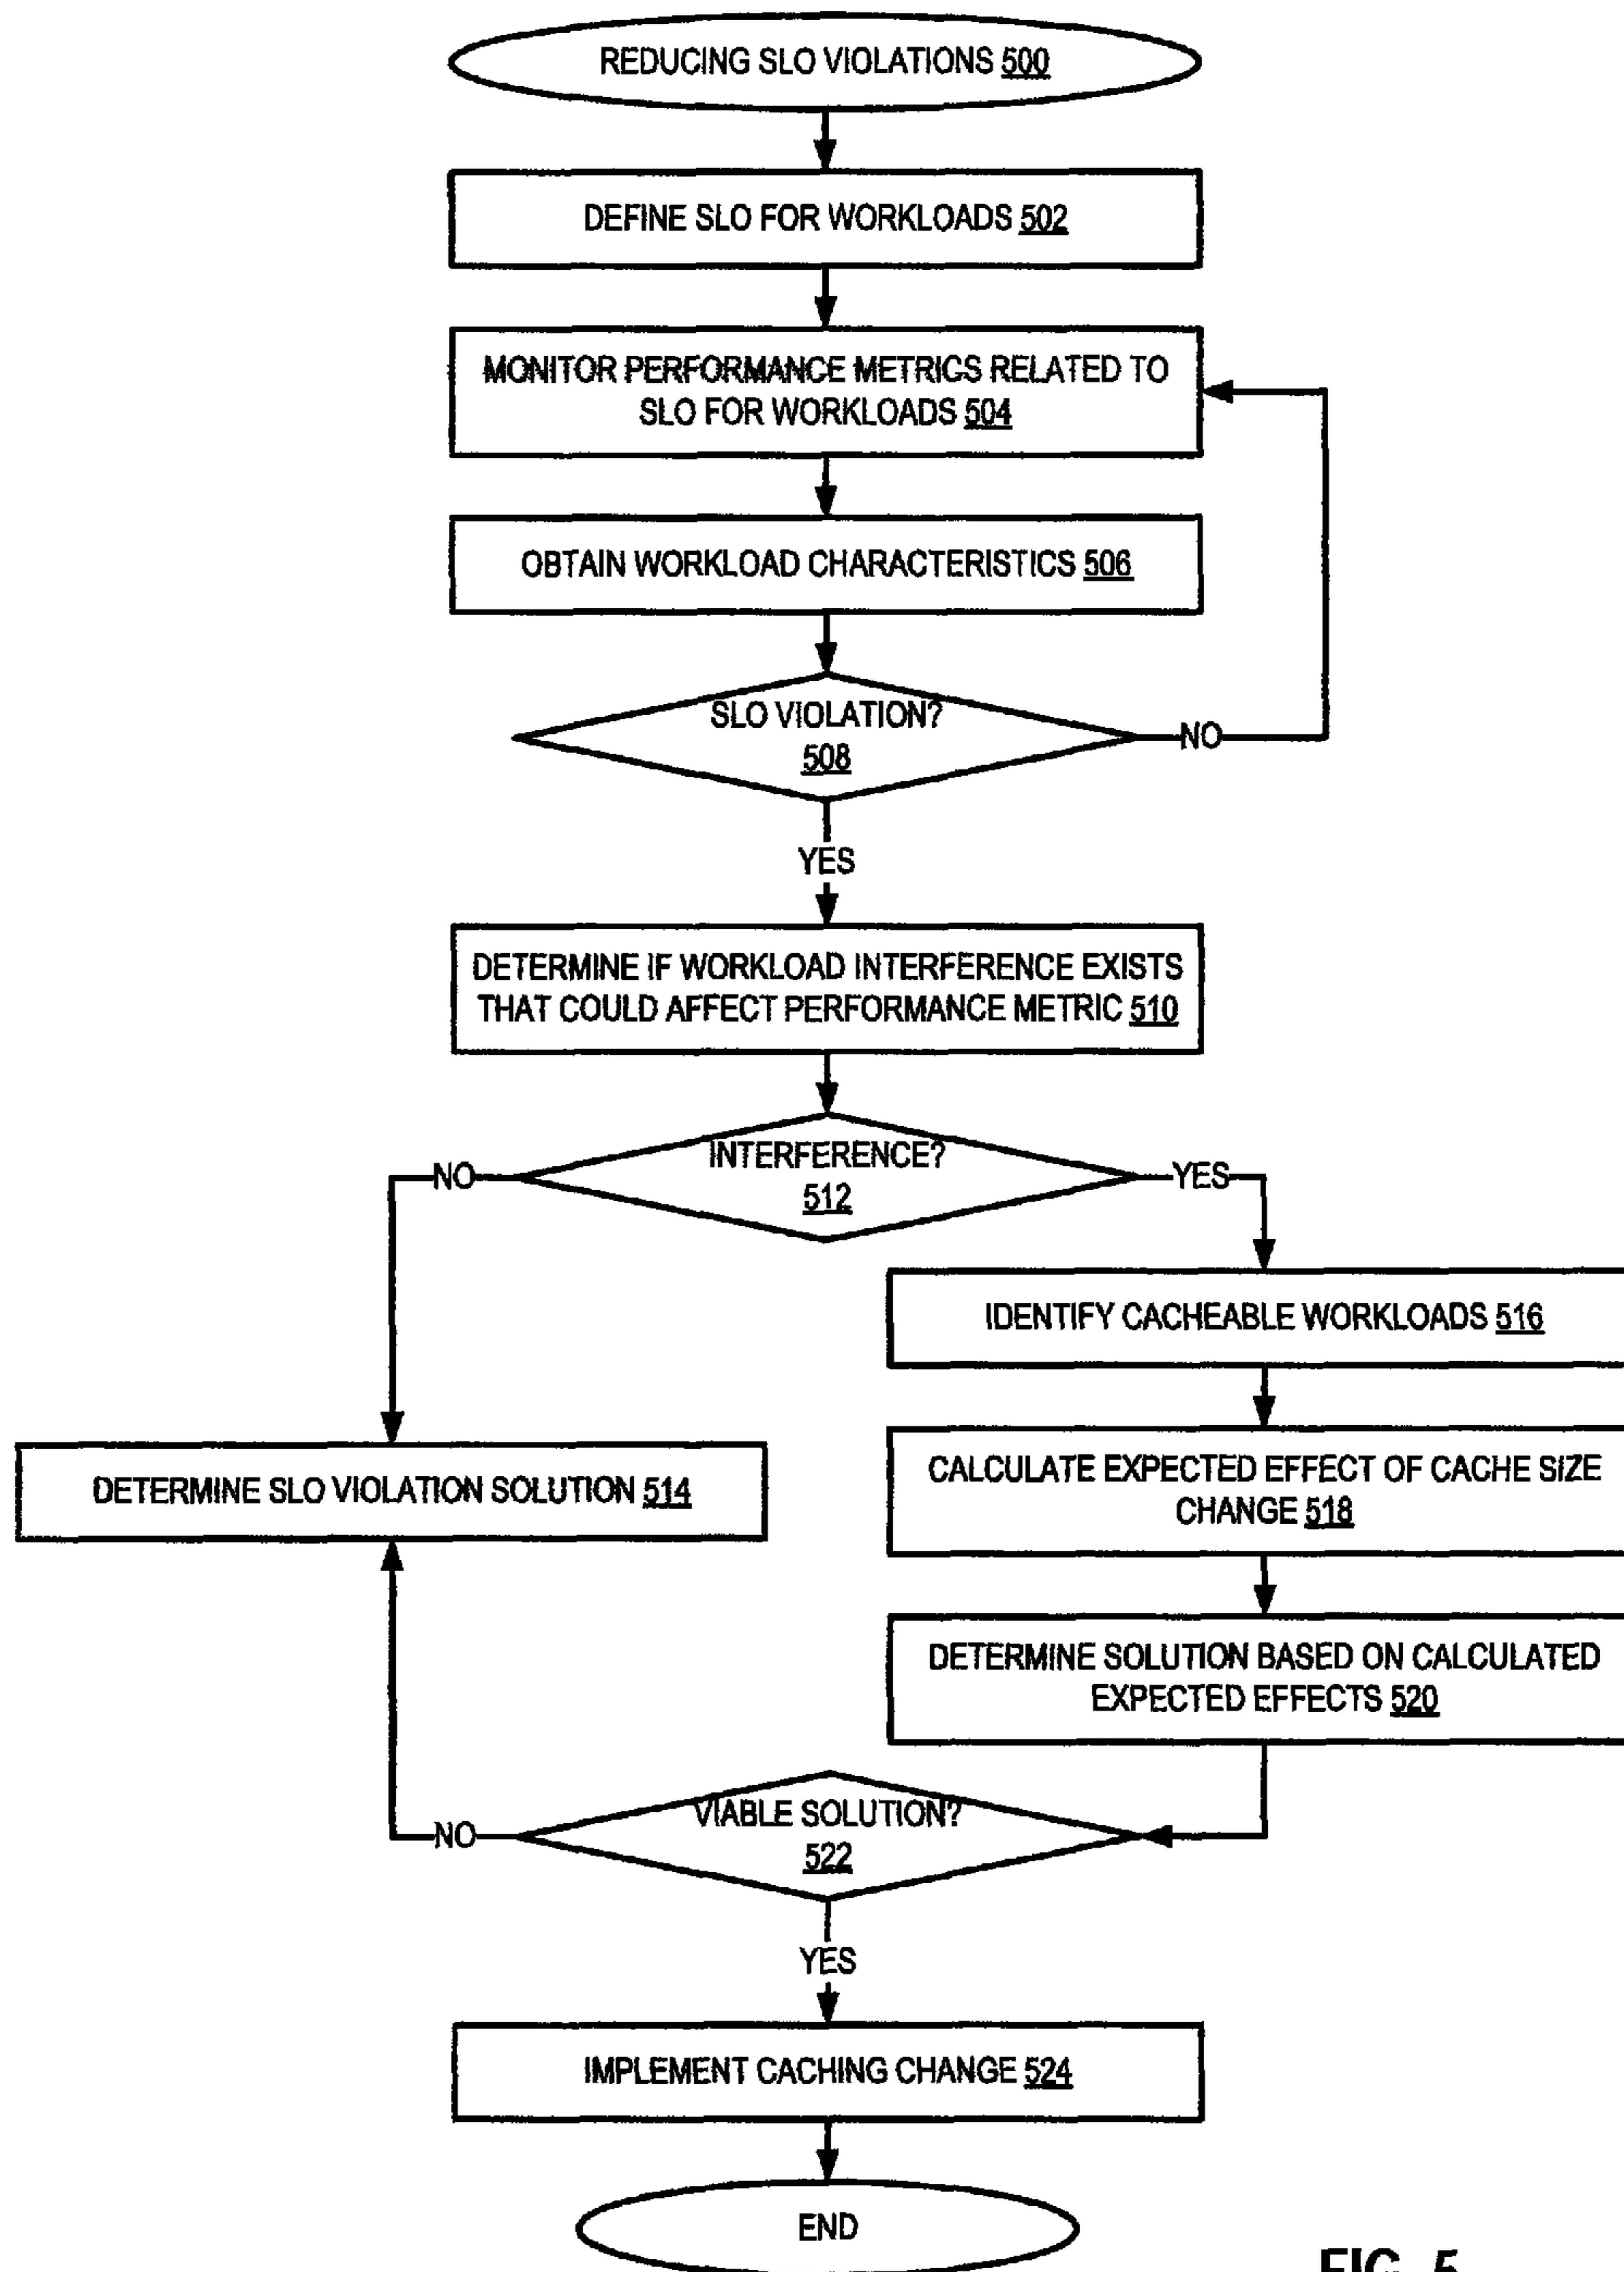 REDUCING SLO VIOLATIONS 500
DEFINE SLO FOR WORKLOADS 502
MONITOR PERFORMANCE METRICS RELATED TO
SLO FOR WORKLOADS 504
OBTAIN WORKLOAD CHARACTERISTICS 506
SLO VIOLATION?
508
NO
YES
DETERMINE IF WORKLOAD INTERFERENCE EXISTS
THAT COULD AFFECT PERFORMANCE METRIC 510
INTERFERENCE?
512
NO
YES
IDENTIFY CACHEABLE WORKLOADS 516
DETERMINE SLO VIOLATION SOLUTION 514
CALCULATE EXPECTED EFFECT OF CACHE SIZE
CHANGE 518
DETERMINE SOLUTION BASED ON CALCULATED
EXPECTED EFFECTS 520
VIABLE SOLUTION?
522
NO
YES
IMPLEMENT CACHING CHANGE 524
END
FIG. 5